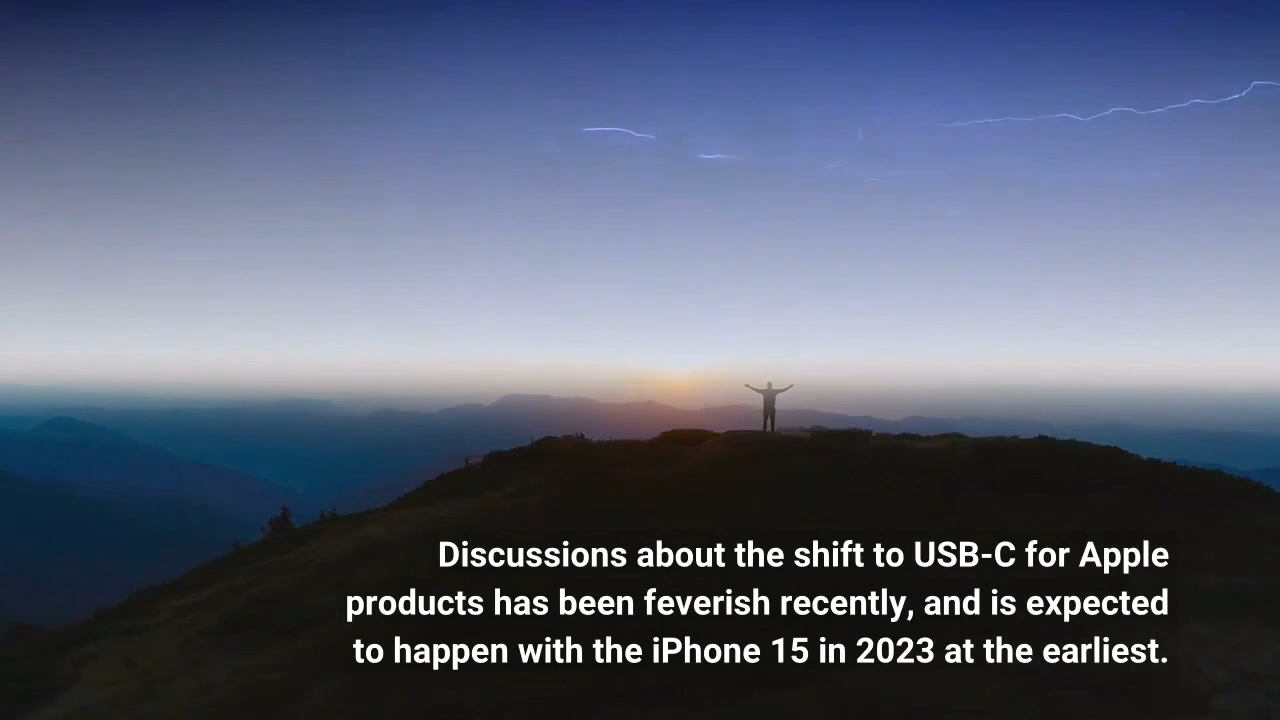 Discussions about the shift to USB-C for Apple
products has been feverish recently, and is expected
to happen with the iPhone 15 in 2023 at the earliest.